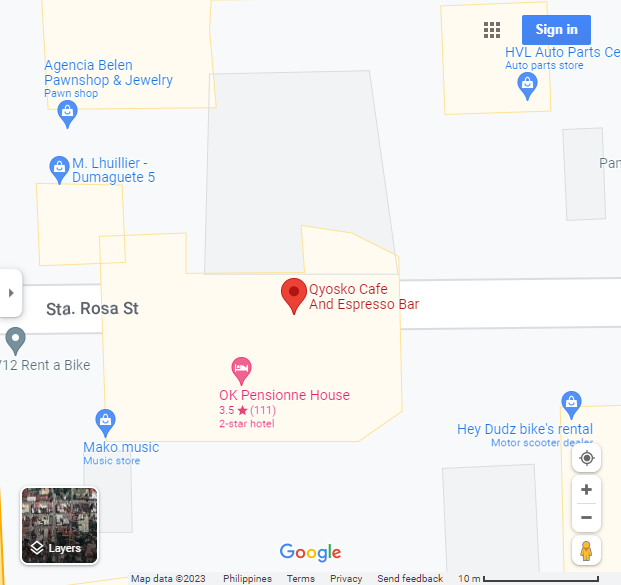 Sign in
HVL Auto Parts Ce
Auto parts store
Agencia Belen
Pawnshop & Jewelry
Pawn shop
M. Lhuillier -
Dumaguete 5
Pan
Qyosko Cafe
And Espresso Bar
Sta. Rosa St
712 Rent a Bike
OK Pensionne House
3.5 ★ (111)
2-star hotel
Mako music
Music store
Hey Dudz bike's rental
Motor scooter dealer
Layers
Google
Map data ©2023 Philippines Terms Privacy Send feedback 10 m